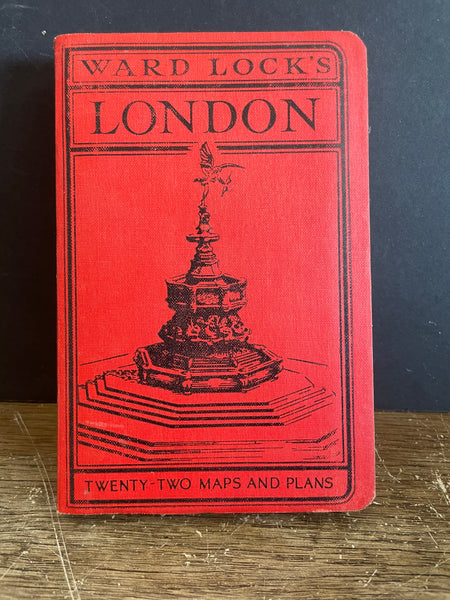 WARD LOCK'S
LONDON
TWENTY-TWO MAPS AND PLANS